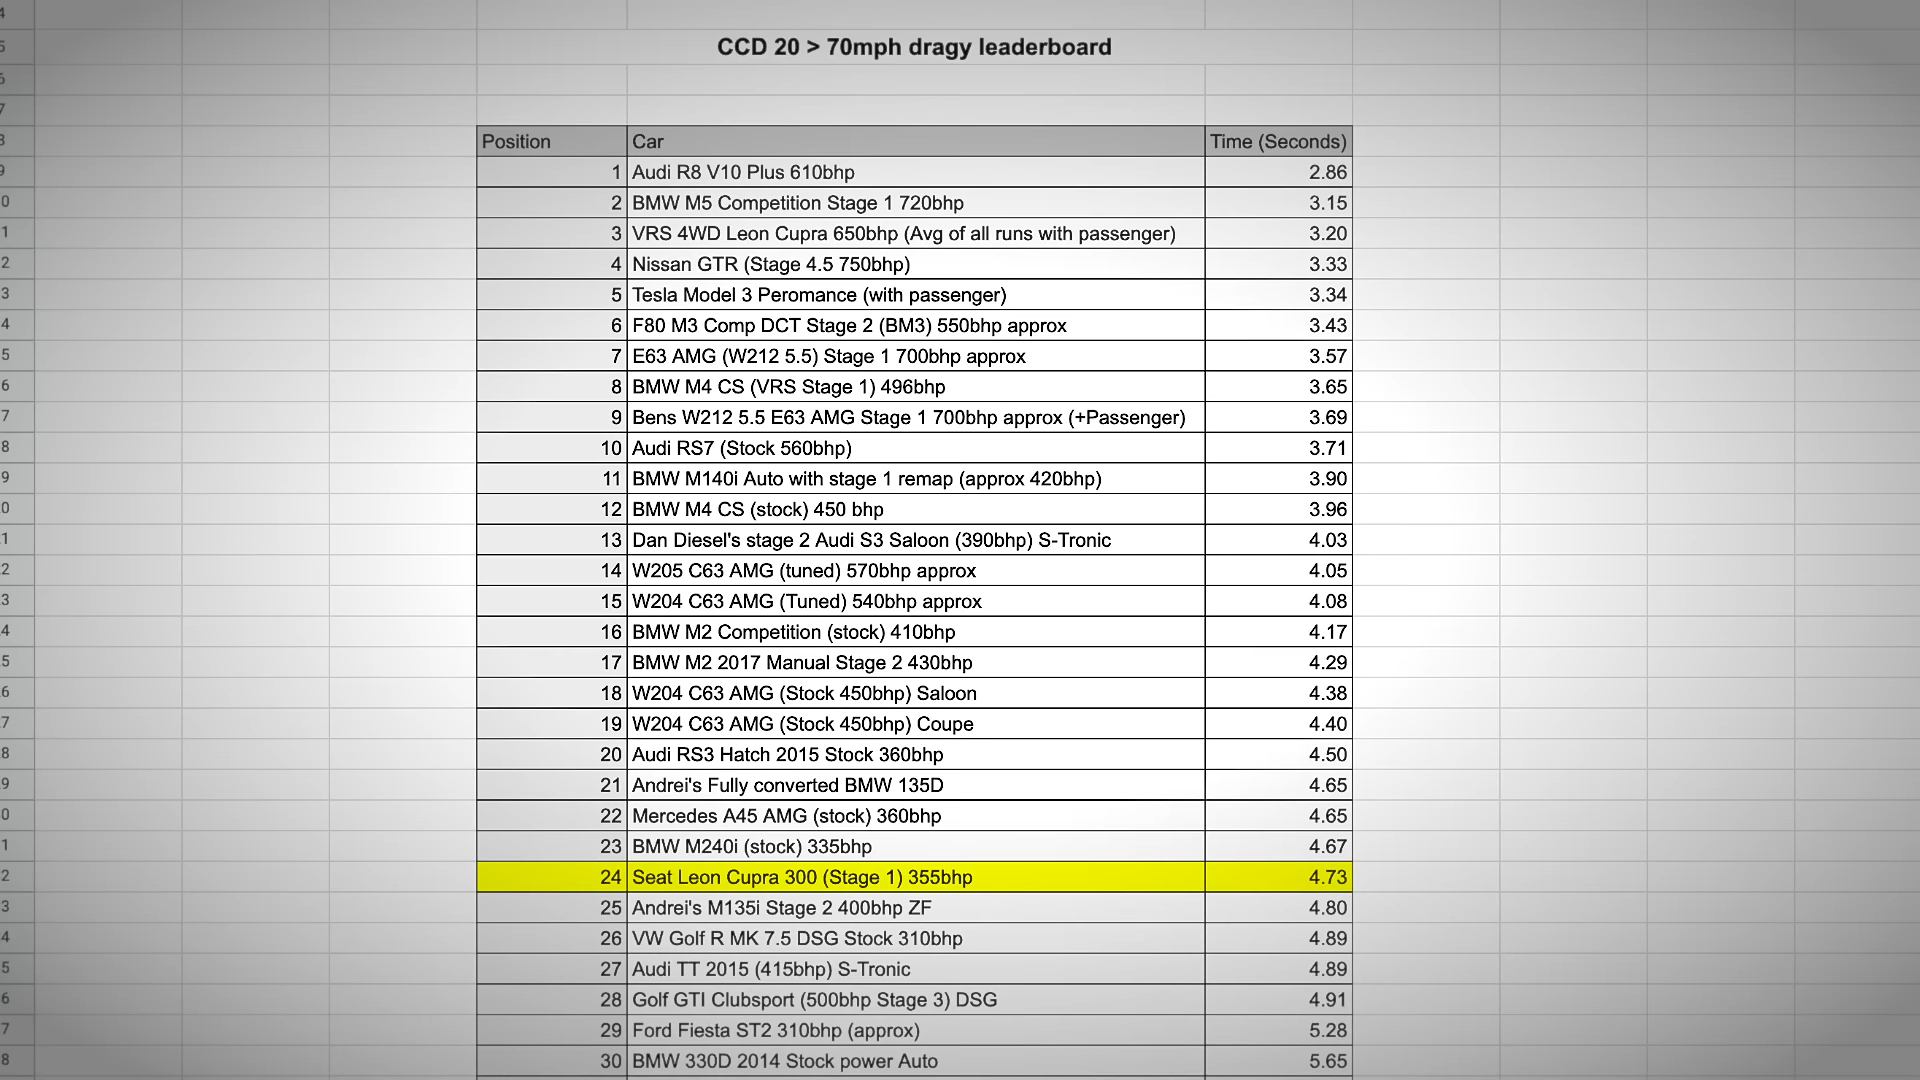 CCD 20 > 70mph dragy leaderboard
Position Car Time (Seconds)
1 Audi R8 V10 Plus 610bhp 2.86
2 BMW M5 Competition Stage 1 720bhp 3.15
3 VRS 4WD Leon Cupra 650bhp (Avg of all runs with passenger) 3.20
4 Nissan GTR (Stage 4.5 750bhp) 3.33
5 Tesla Model 3 Peromance (with passenger) 3.34
6 F80 M3 Comp DCT Stage 2 (BM3) 550bhp approx 3.43
7 E63 AMG (W212 5.5) Stage 1 700bhp approx 3.57
8 BMW M4 CS (VRS Stage 1) 496bhp 3.65
9 Bens W212 5.5 E63 AMG Stage 1 700bhp approx (+Passenger) 3.69
10 Audi RS7 (Stock 560bhp) 3.71
11 BMW M140i Auto with stage 1 remap (approx 420bhp) 3.90
12 BMW M4 CS (stock) 450 bhp 3.96
13 Dan Diesel's stage 2 Audi S3 Saloon (390bhp) S-Tronic 4.03
14 W205 C63 AMG (tuned) 570bhp approx 4.05
15 W204 C63 AMG (Tuned) 540bhp approx 4.08
16 BMW M2 Competition (stock) 410bhp 4.17
17 BMW M2 2017 Manual Stage 2 430bhp 4.29
18 W204 C63 AMG (Stock 450bhp) Saloon 4.38
19 W204 C63 AMG (Stock 450bhp) Coupe 4.40
20 Audi RS3 Hatch 2015 Stock 360bhp 4.50
21 Andrei's Fully converted BMW 135D 4.65
22 Mercedes A45 AMG (stock) 360bhp 4.65
23 BMW M240i (stock) 335bhp 4.67
24 Seat Leon Cupra 300 (Stage 1) 355bhp 4.73
25 Andrei's M135i Stage 2 400bhp ZF 4.80
26 VW Golf R MK 7.5 DSG Stock 310bhp 4.89
27 Audi TT 2015 (415bhp) S-Tronic 4.89
28 Golf GTI Clubsport (500bhp Stage 3) DSG 4.91
29 Ford Fiesta ST2 310bhp (approx) 5.28
30 BMW 330D 2014 Stock power Auto 5.65